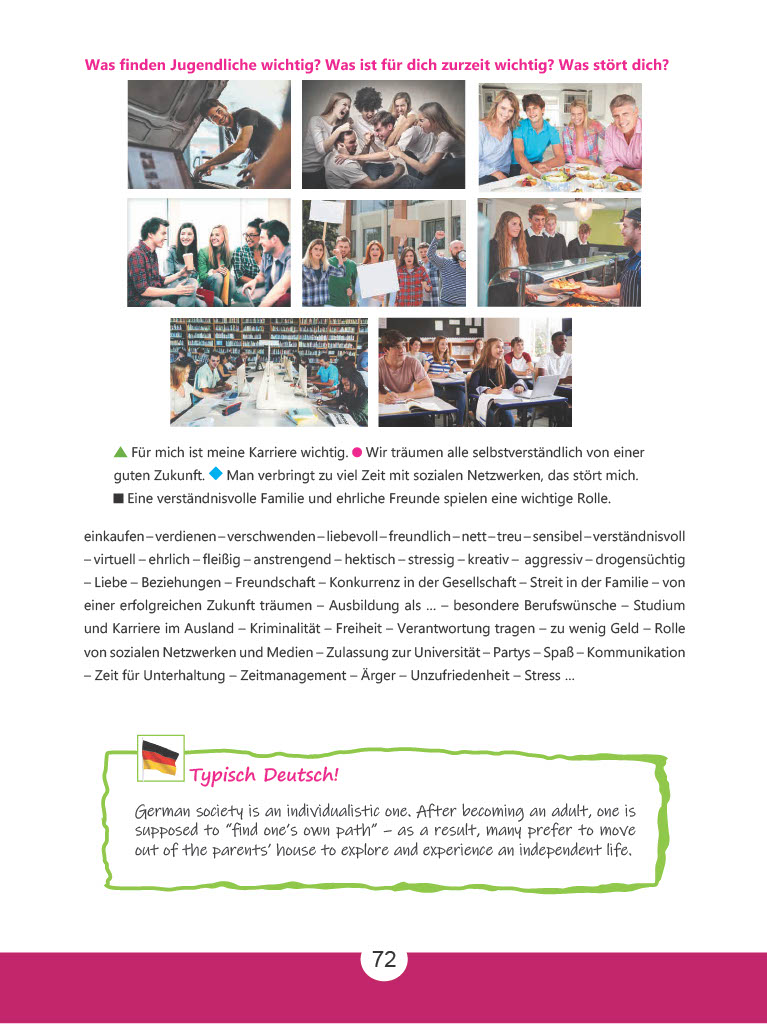 Was finden Jugendliche wichtig? Was ist für dich zurzeit wichtig? Was stört dich?
▲ Für mich ist meine Karriere wichtig. ● Wir träumen alle selbstverständlich von einer
guten Zukunft. ◆ Man verbringt zu viel Zeit mit sozialen Netzwerken, das stört mich.
■ Eine verständnisvolle Familie und ehrliche Freunde spielen eine wichtige Rolle.
einkaufen – verdienen – verschwenden – liebevoll – freundlich – nett – treu – sensibel – verständnisvoll
– virtuell – ehrlich – fleißig – anstrengend – hektisch – stressig – kreativ – aggressiv – drogensüchtig
– Liebe – Beziehungen – Freundschaft – Konkurrenz in der Gesellschaft – Streit in der Familie – von
einer erfolgreichen Zukunft träumen – Ausbildung als ... – besondere Berufswünsche – Studium
und Karriere im Ausland – Kriminalität – Freiheit – Verantwortung tragen – zu wenig Geld – Rolle
von sozialen Netzwerken und Medien – Zulassung zur Universität – Partys – Spaß – Kommunikation
– Zeit für Unterhaltung – Zeitmanagement – Ärger – Unzufriedenheit – Stress ...
Typisch Deutsch!
German society is an individualistic one. After becoming an adult, one is
supposed to "find one's own path" – as a result, many prefer to move
out of the parents' house to explore and experience an independent life.
72